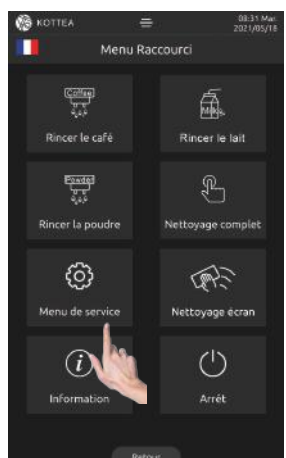 KOTTEA
08:31 Mar.
2021/05/18
Menu Raccourci
Coffee
Rincer le café
Milk
Rincer le lait
Powder
Rincer la poudre
Nettoyage complet
Menu de service
Nettoyage écran
i
Information
Arrêt
Retour